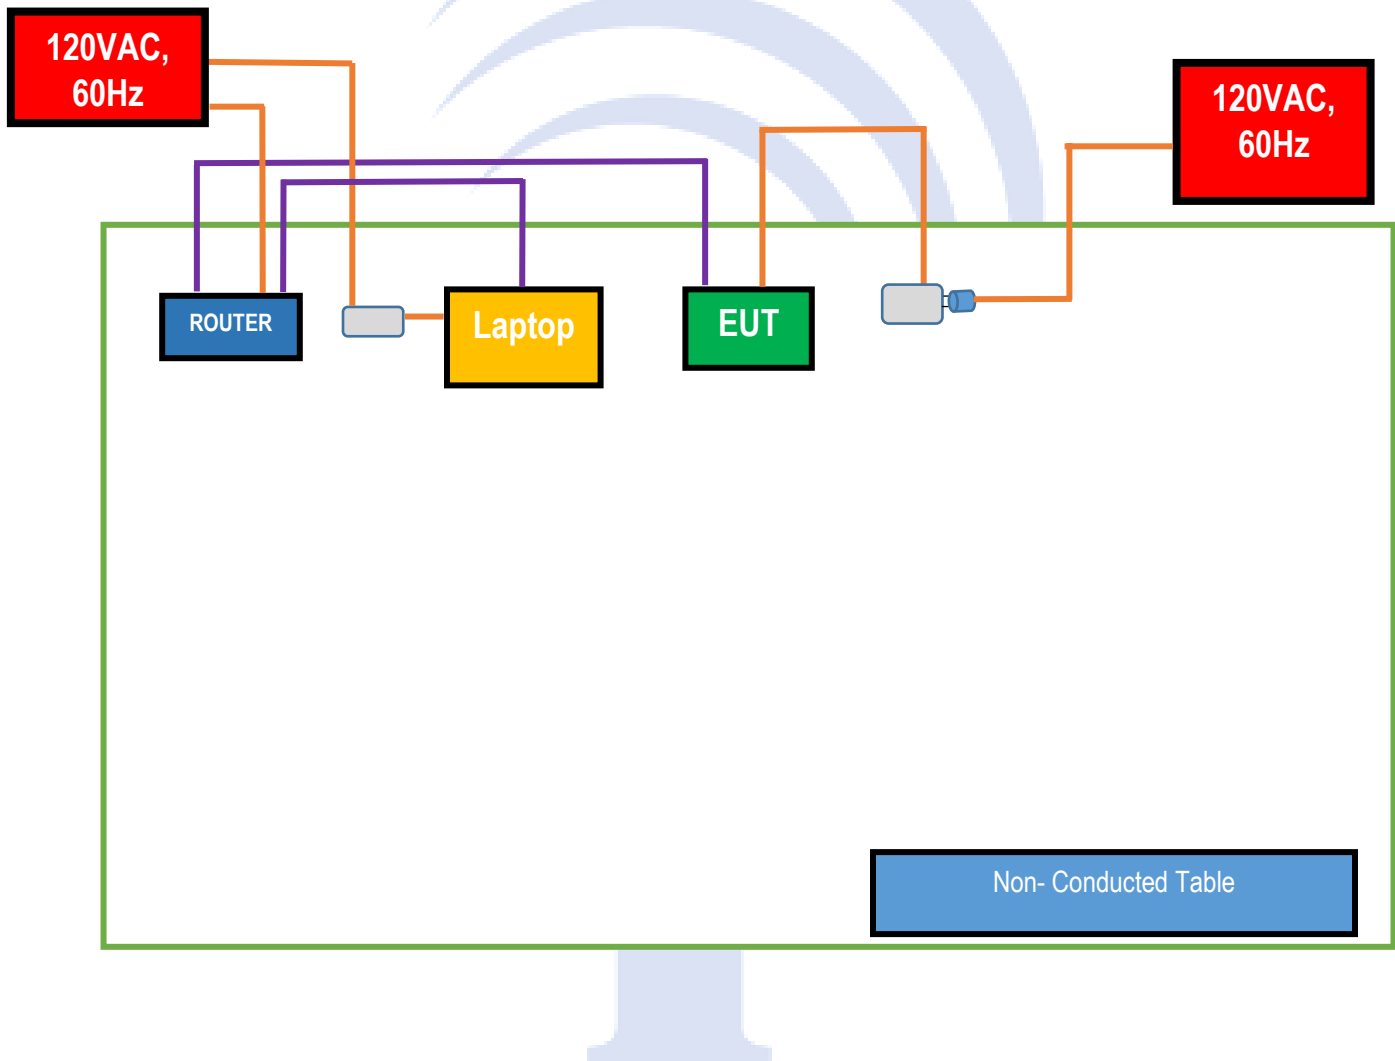 120VAC,
60Hz
120VAC,
60Hz
ROUTER
Laptop
EUT
Non- Conducted Table